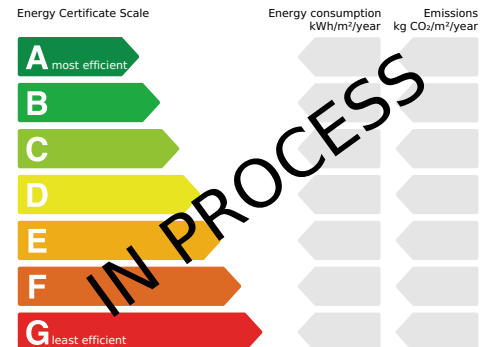 Energy Certificate Scale
Energy consumption
kWh/m²/year
Emissions
kg CO₂/m²/year
A most efficient
B
C
D
E
F
G least efficient
IN PROCESS